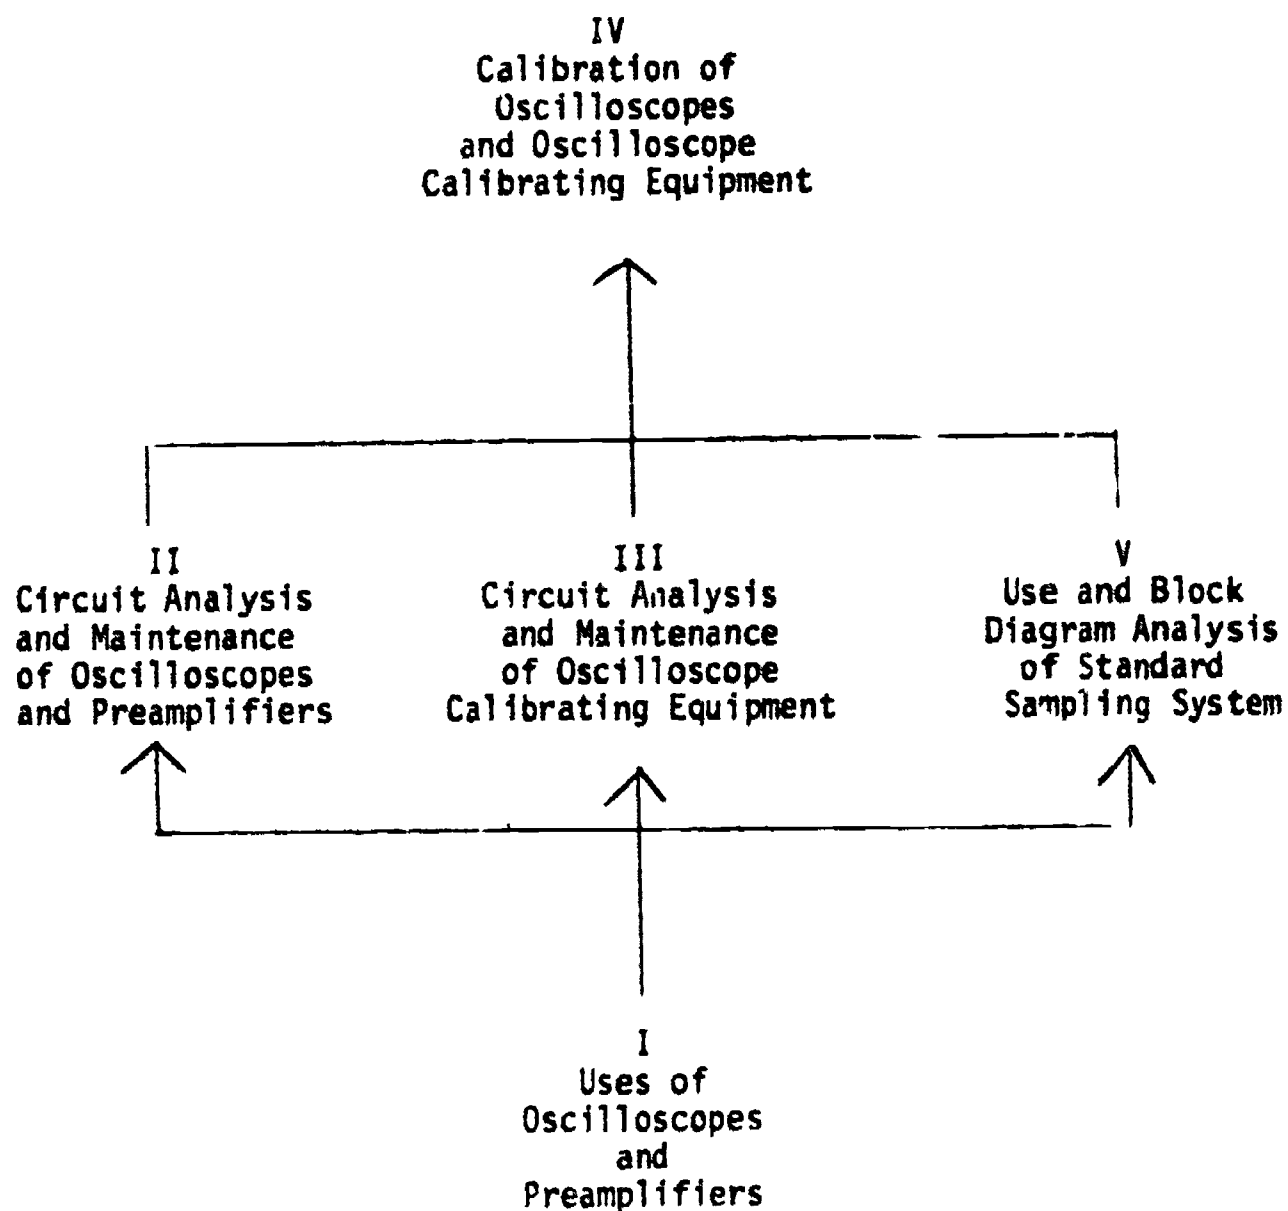 IV
Calibration of
Oscilloscopes
and Oscilloscope
Calibrating Equipment
II
Circuit Analysis
and Maintenance
of Oscilloscopes
and Preamplifiers
III
Circuit Analysis
and Maintenance
of Oscilloscope
Calibrating Equipment
V
Use and Block
Diagram Analysis
of Standard
Sampling System
I
Uses of
Oscilloscopes
and
Preamplifiers